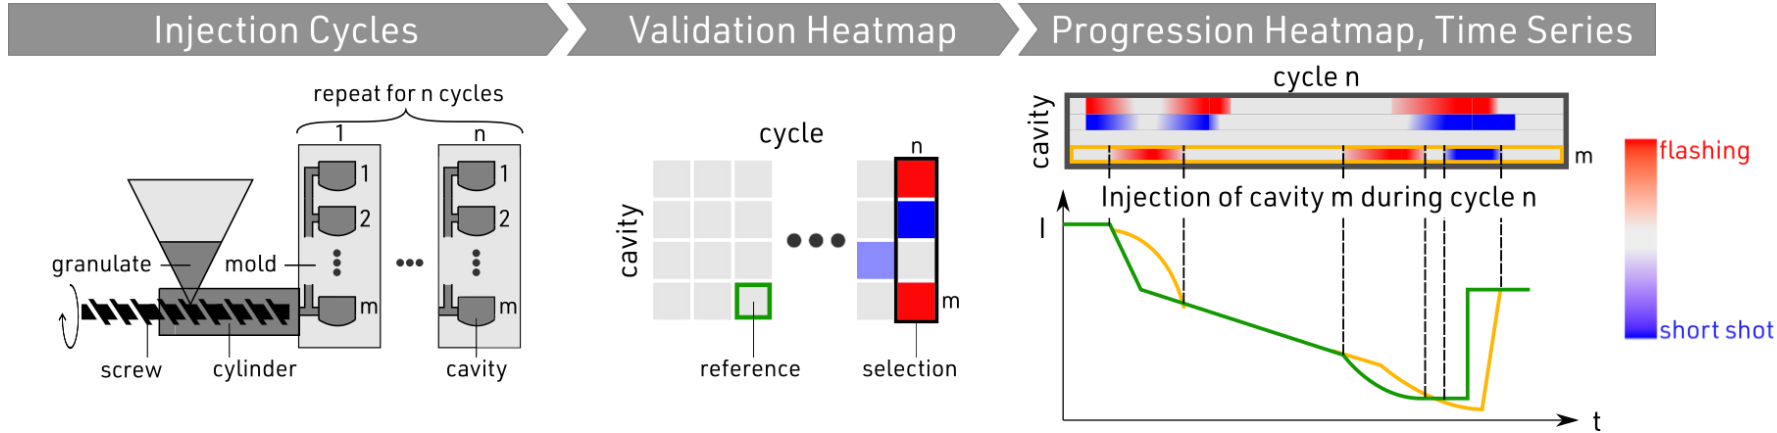 Injection Cycles
Validation Heatmap
Progression Heatmap, Time Series
repeat for n cycles
1
n
1
2
m
1
2
m
granulate
mold
screw
cylinder
cavity
cycle
n
cavity
m
reference
selection
cycle n
cavity
m
flashing
short shot
Injection of cavity m during cycle n
I
t